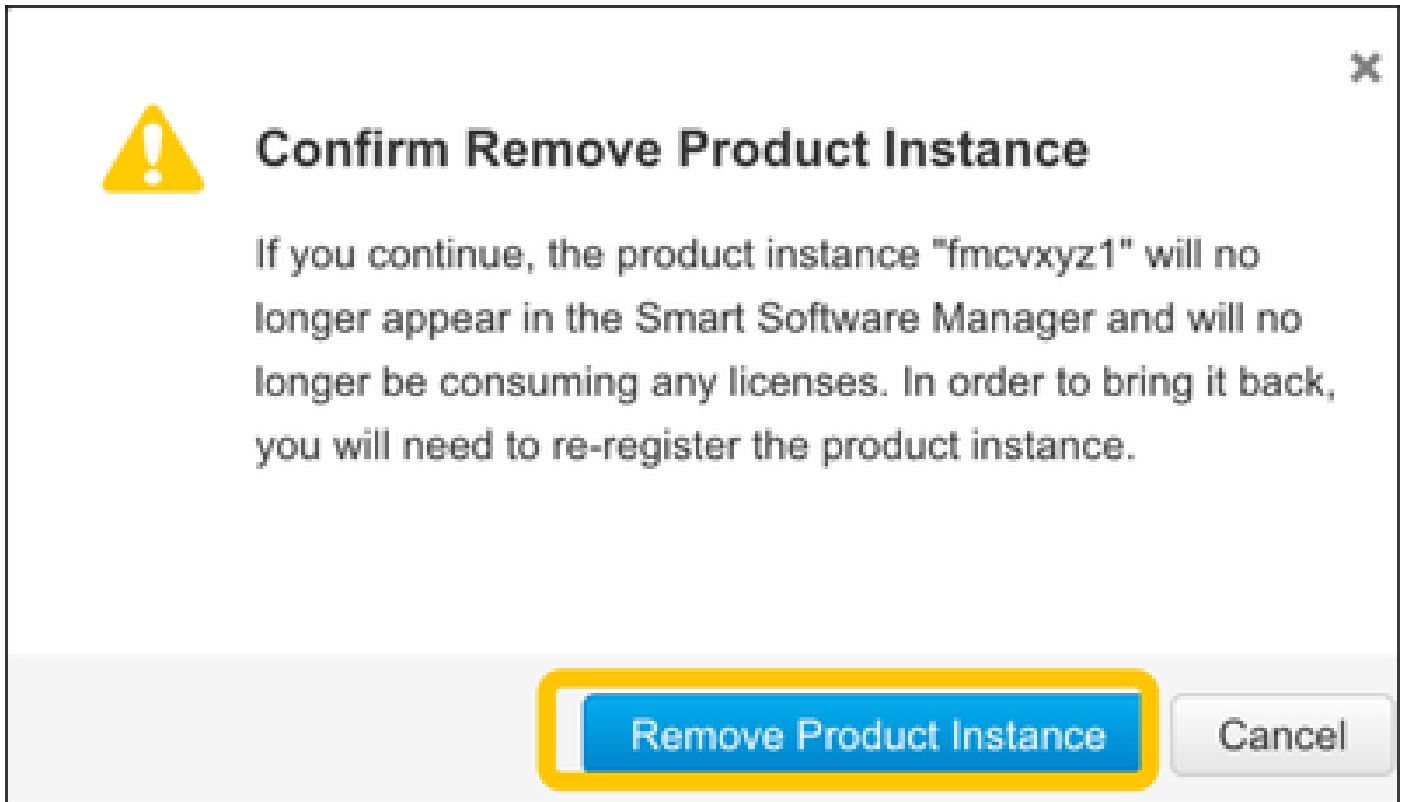 Confirm Remove Product Instance
If you continue, the product instance "fmcvxyz1" will no
longer appear in the Smart Software Manager and will no
longer be consuming any licenses. In order to bring it back,
you will need to re-register the product instance.
Remove Product Instance
Cancel